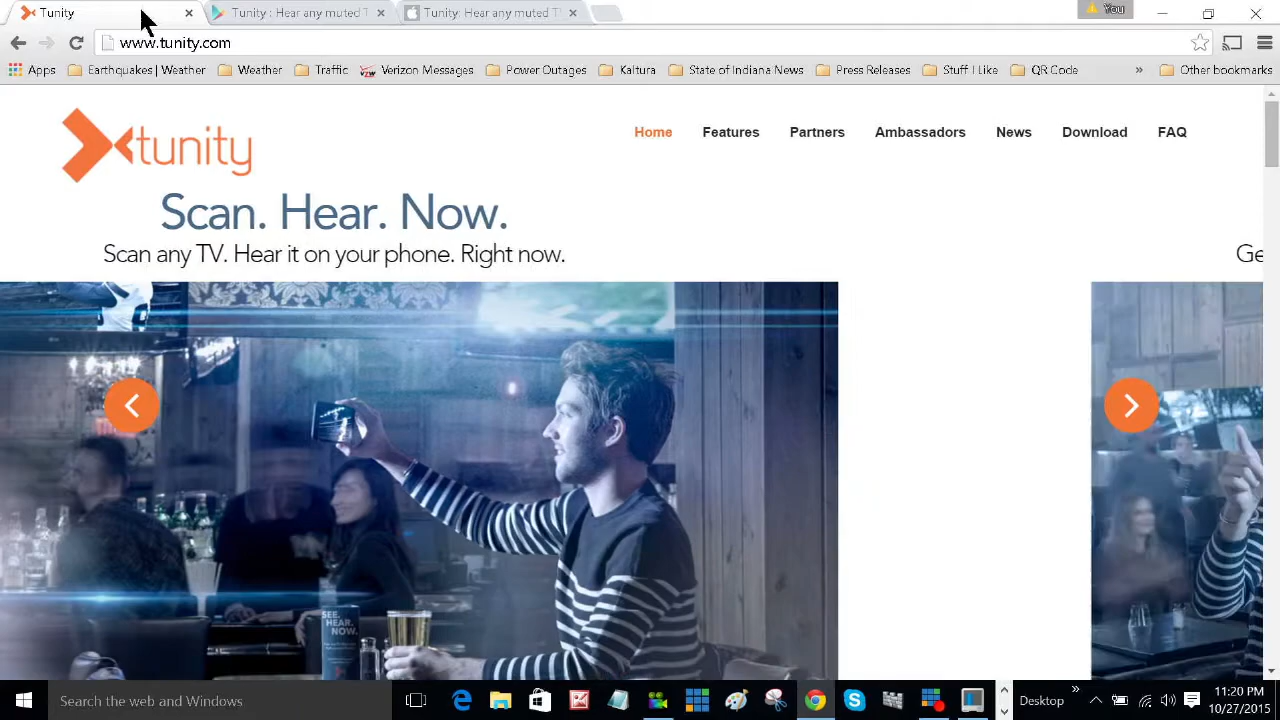 Tunity
Tunity : Hear any muted T
Tunity: Hear any muted T
You
www.tunity.com
Apps
Earthquakes | Weather
Weather
Traffic
Verizon Messages
Power Outages
Kaltura
State of Indiana News
Press Releases
Stuff I Like
QR Code
»
Other bookmarks
tunity
Home
Features
Partners
Ambassadors
News
Download
FAQ
Scan. Hear. Now.
Scan any TV. Hear it on your phone. Right now.
Ge
SEE.
HEAR.
NOW.
Search the web and Windows
Desktop
»
11:20 PM
10/27/2015